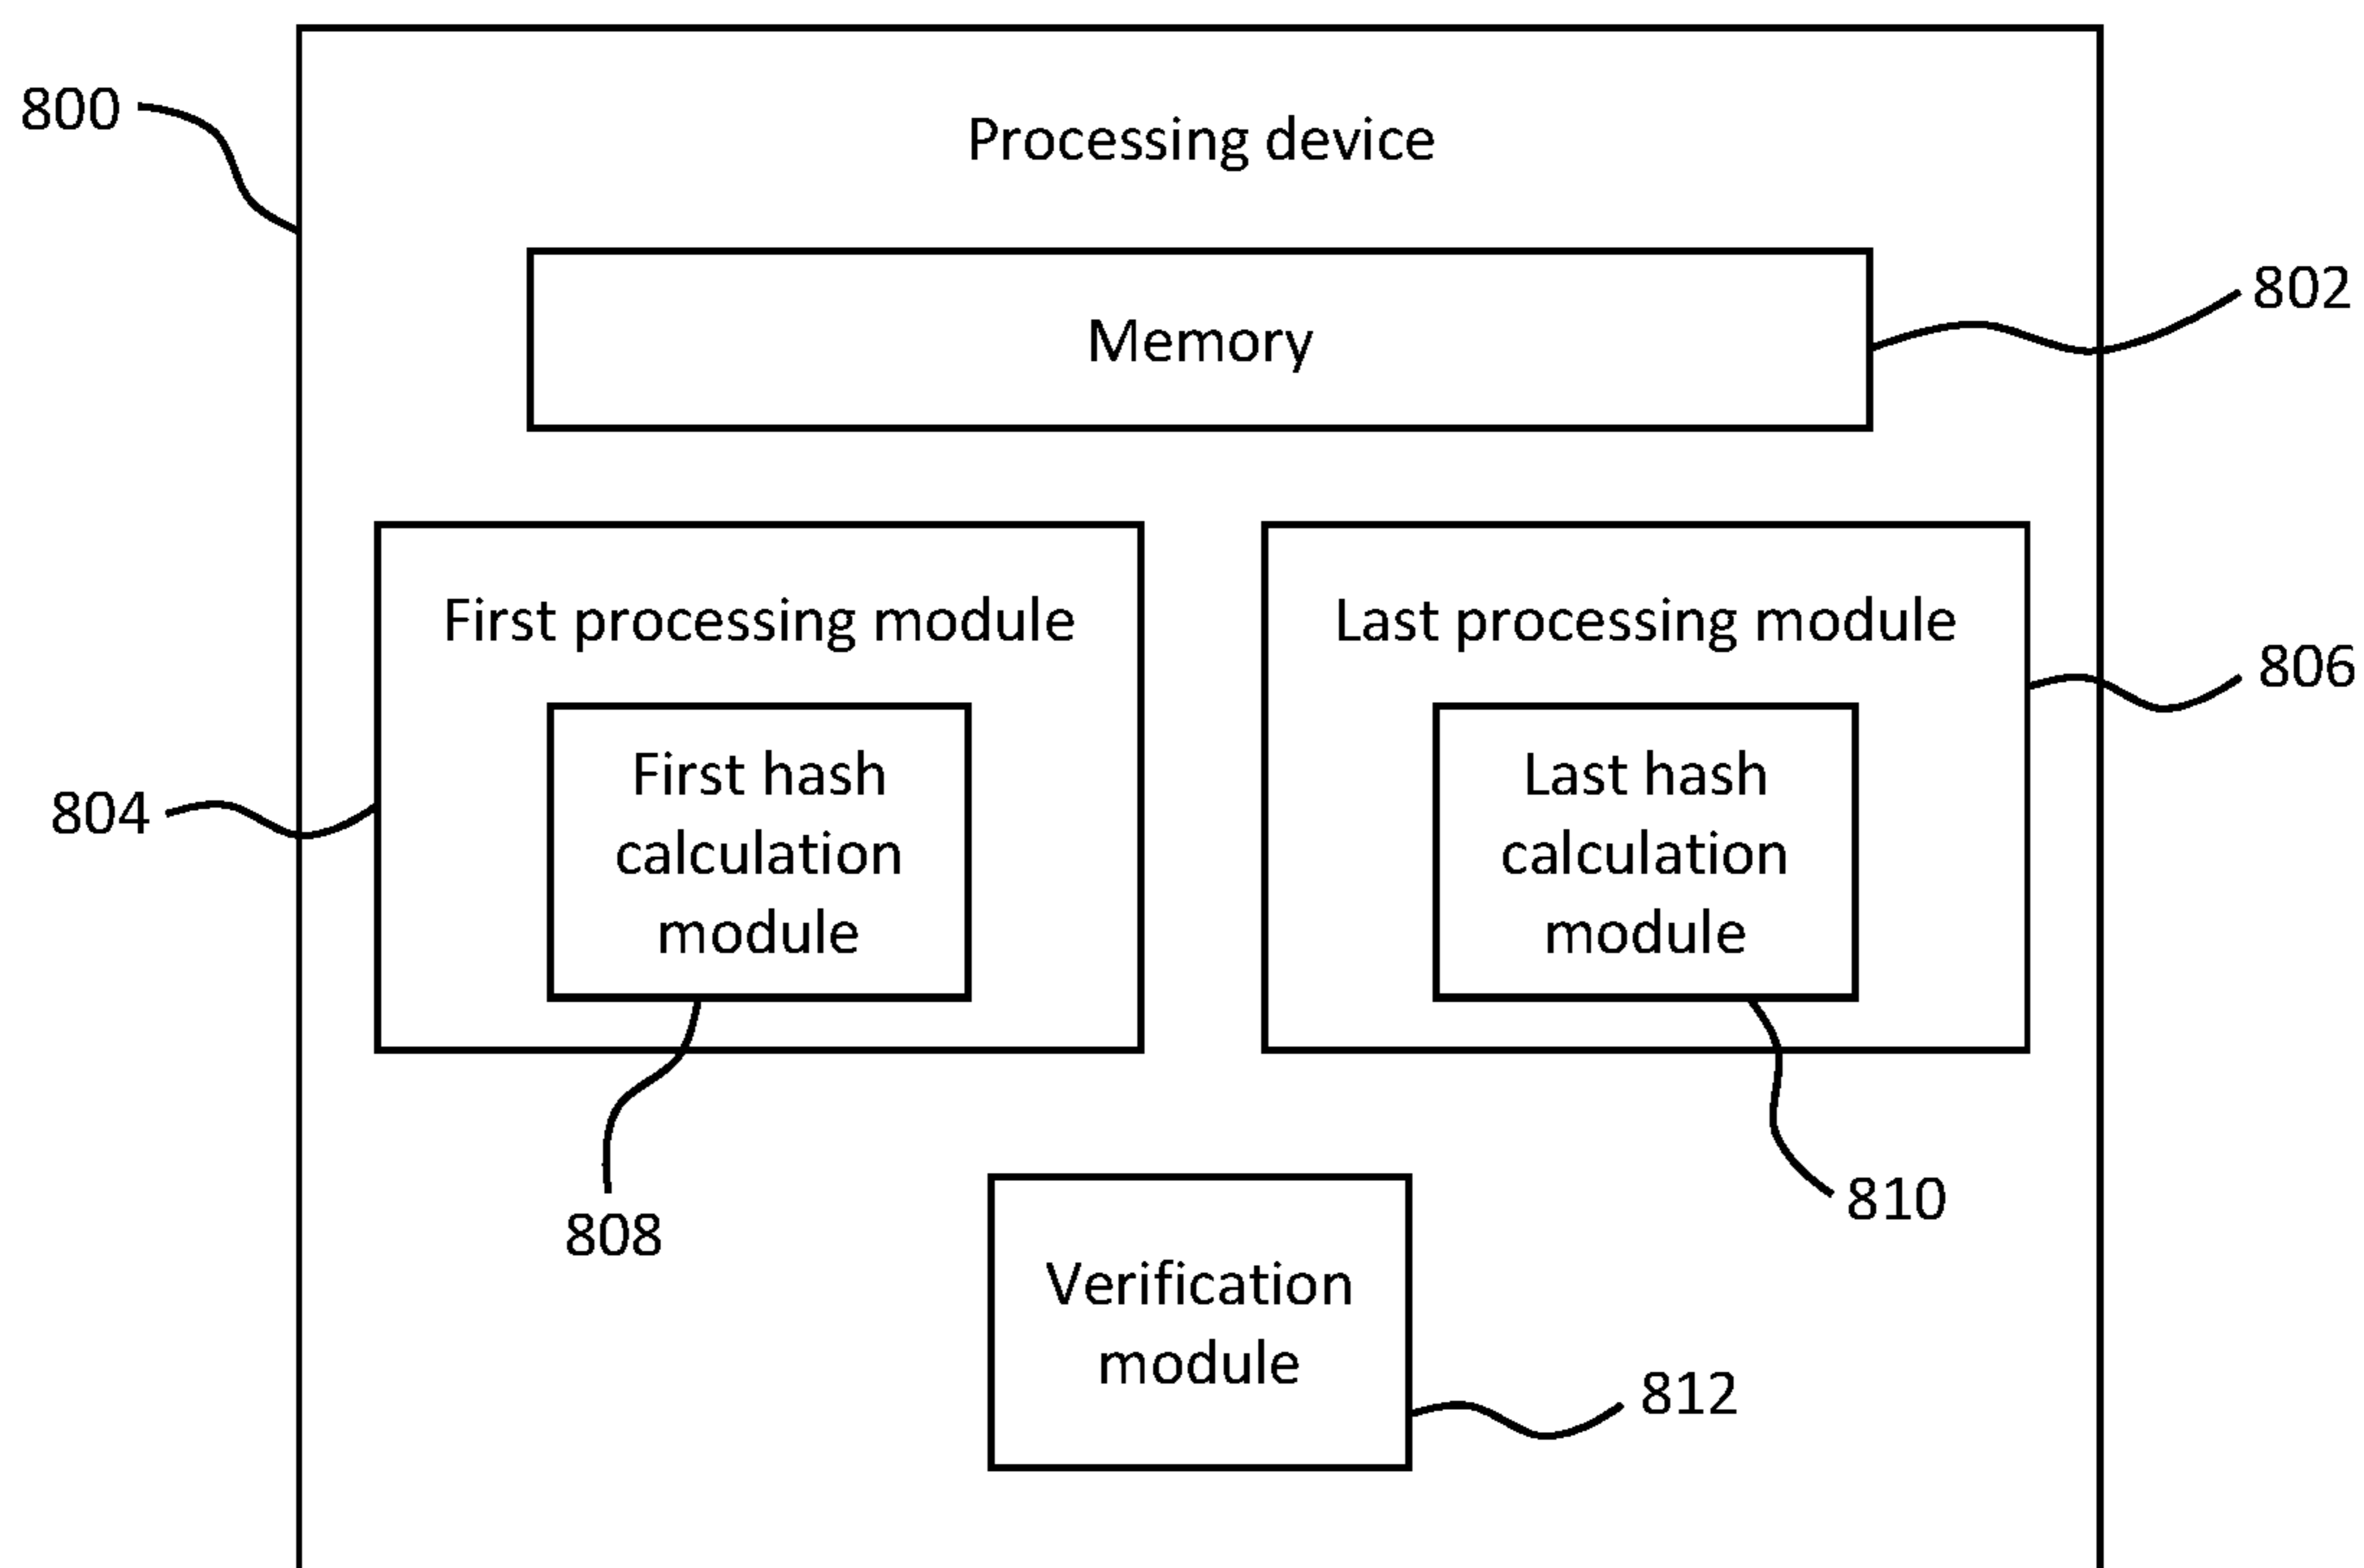 800
Processing device
802
Memory
First processing module
Last processing module
806
First hash
calculation
module
Last hash
calculation
module
804
808
810
Verification
module
812